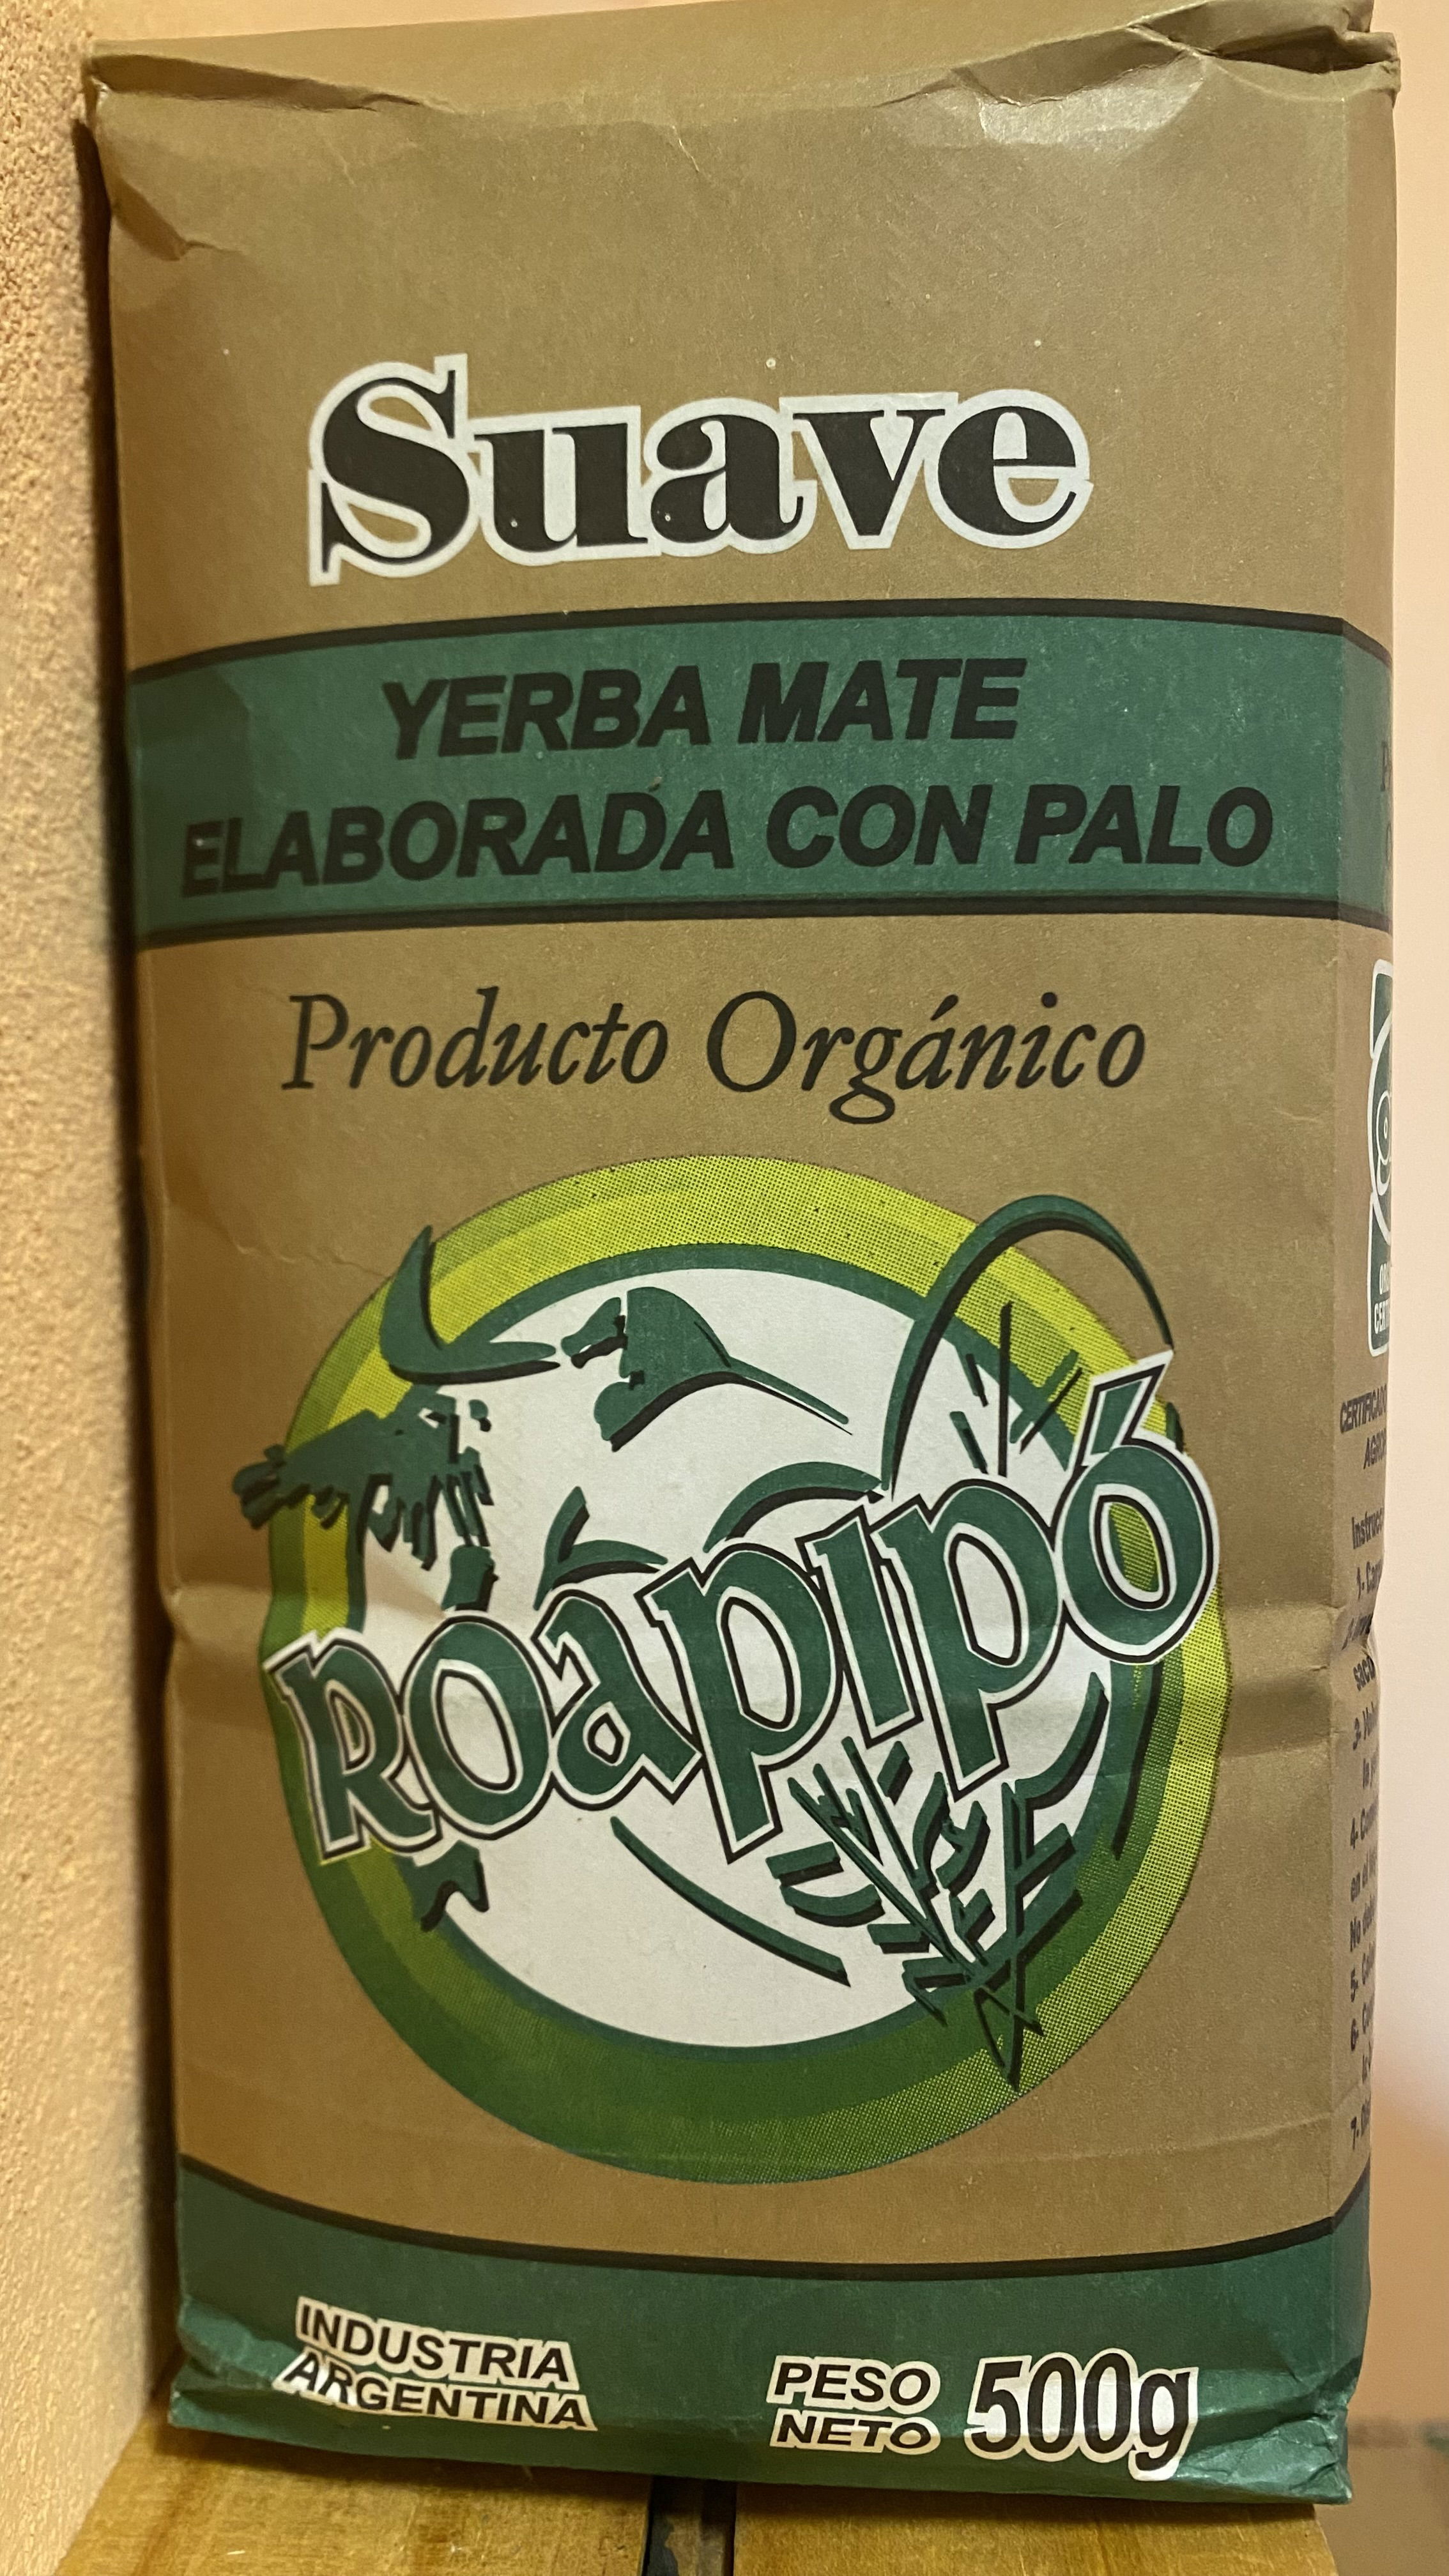 Suave
YERBA MATE
ELABORADA CON PALO
Producto Orgánico
Roapipó
INDUSTRIA
ARGENTINA
PESO
NETO
500g